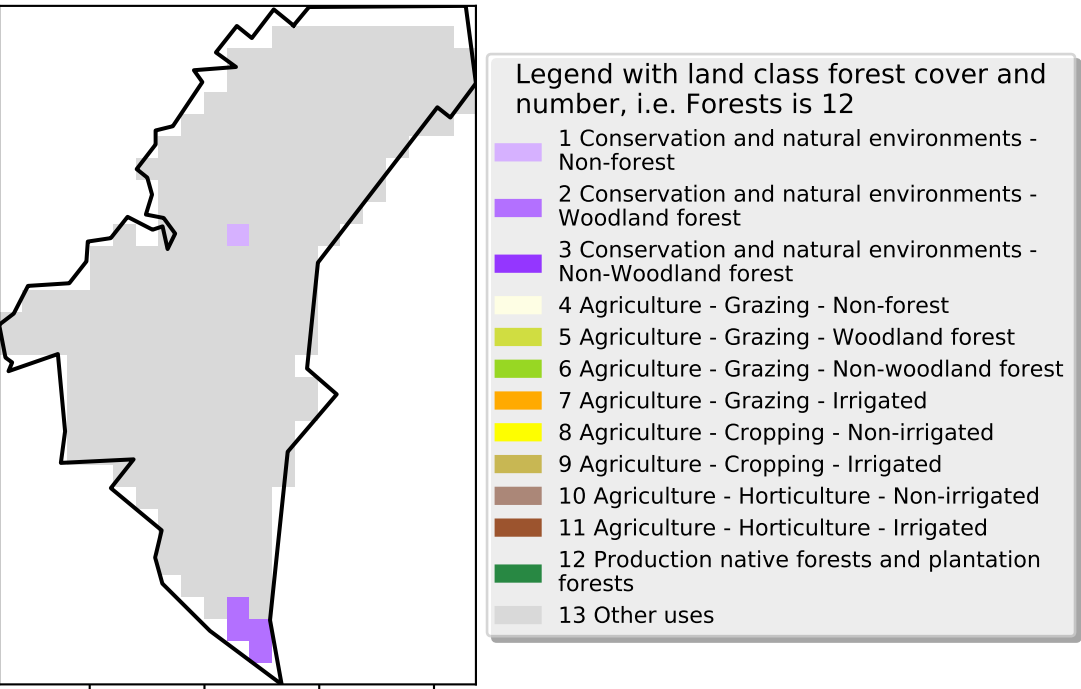 Legend with land class forest cover and
number, i.e. Forests is 12
1 Conservation and natural environments -
Non-forest
2 Conservation and natural environments -
Woodland forest
3 Conservation and natural environments -
Non-Woodland forest
4 Agriculture - Grazing - Non-forest
5 Agriculture - Grazing - Woodland forest
6 Agriculture - Grazing - Non-woodland forest
7 Agriculture - Grazing - Irrigated
8 Agriculture - Cropping - Non-irrigated
9 Agriculture - Cropping - Irrigated
10 Agriculture - Horticulture - Non-irrigated
11 Agriculture - Horticulture - Irrigated
12 Production native forests and plantation
forests
13 Other uses